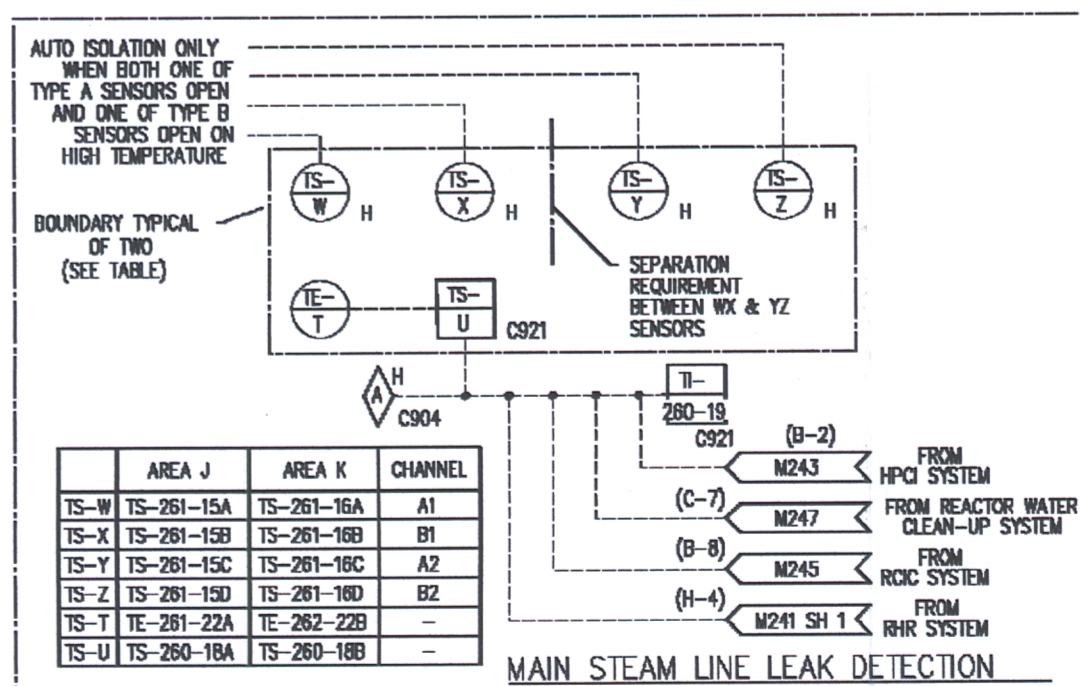 AUTO ISOLATION ONLY
WHEN BOTH ONE OF
TYPE A SENSORS OPEN
AND ONE OF TYPE B
SENSORS OPEN ON
HIGH TEMPERATURE
TS-
W
H
TS-
X
H
TS-
Y
H
TS-
Z
H
BOUNDARY TYPICAL
OF TWO
(SEE TABLE)
SEPARATION
REQUIREMENT
BETWEEN WX & YZ
SENSORS
TE-
T
TS-
U
C921
A
H
C904
TI-
260-19
C921
(B-2)
M243
FROM
HPCI SYSTEM
(C-7)
M247
FROM REACTOR WATER
CLEAN-UP SYSTEM
(B-8)
M245
FROM
RCIC SYSTEM
(H-4)
M241 SH 1
FROM
RHR SYSTEM
AREA J AREA K CHANNEL
TS-W TS-261-15A TS-261-16A A1
TS-X TS-261-15B TS-261-16B B1
TS-Y TS-261-15C TS-261-16C A2
TS-Z TS-261-15D TS-261-16D B2
TS-T TE-261-22A TE-262-22B -
TS-U TS-260-18A TS-260-18B -
MAIN STEAM LINE LEAK DETECTION